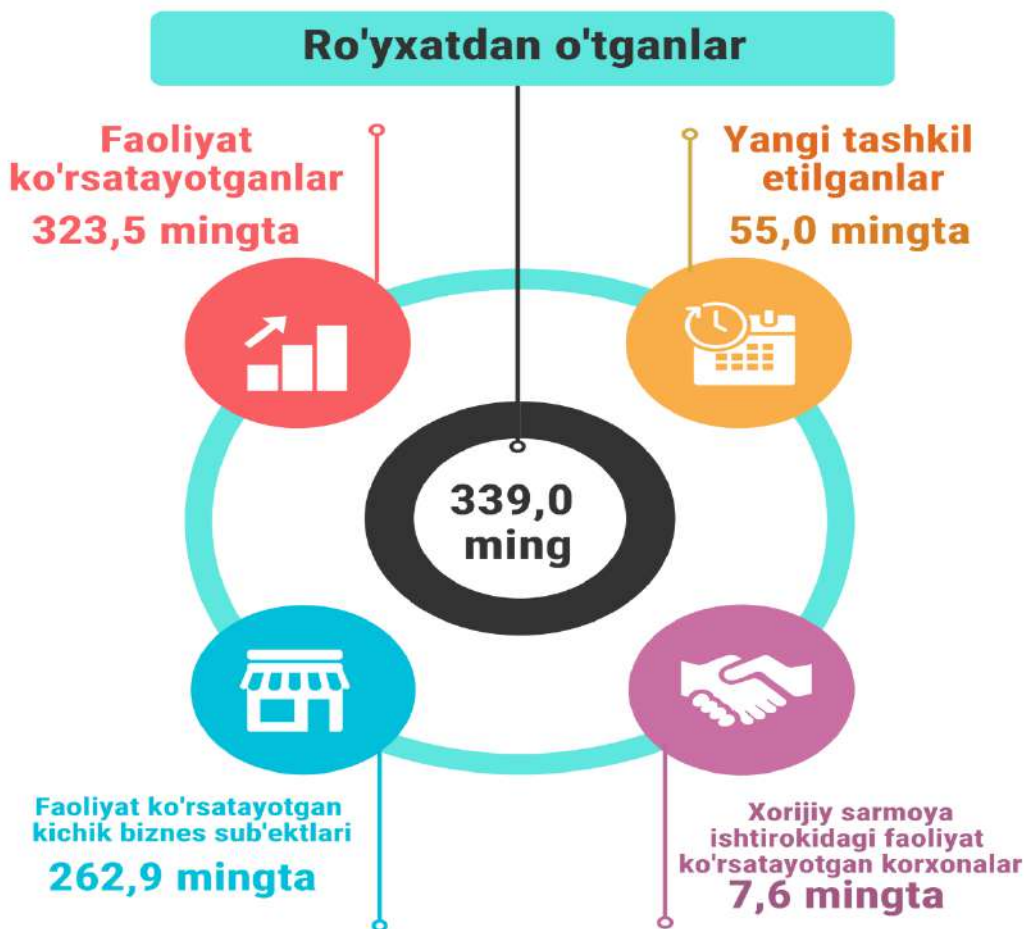 Ro'yxatdan o'tganlar
Faoliyat
ko'rsatayotganlar
323,5 mingta
Yangi tashkil
etilganlar
55,0 mingta
339,0
ming
Faoliyat ko'rsatayotgan
kichik biznes sub'ektlari
262,9 mingta
Xorijiy sarmoya
ishtirokidagi faoliyat
ko'rsatayotgan korxonalar
7,6 mingta